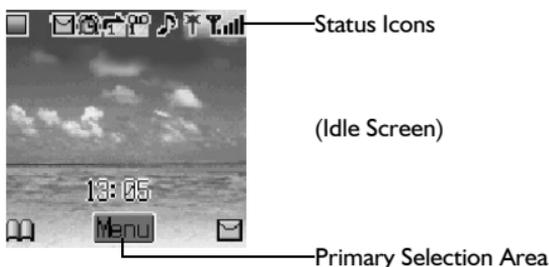 Status Icons
(Idle Screen)
13:05
Menu
Primary Selection Area